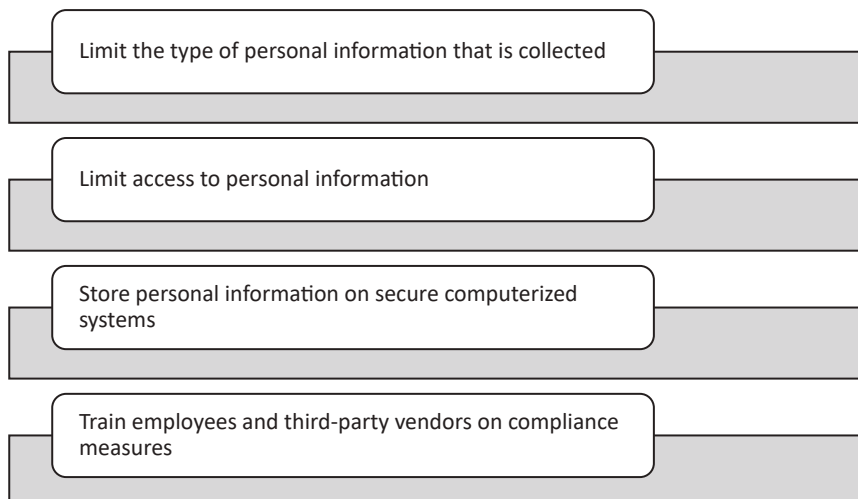 Limit the type of personal information that is collected
Limit access to personal information
Store personal information on secure computerized
systems
Train employees and third-party vendors on compliance
measures